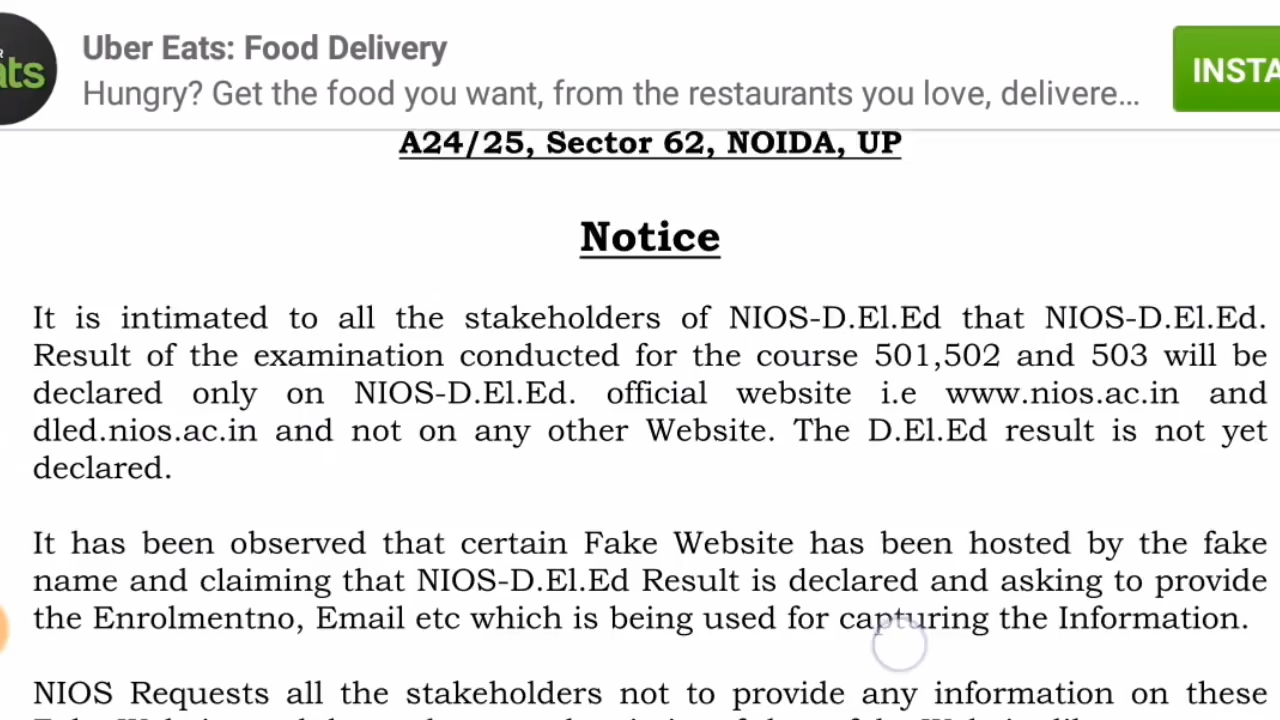 Uber Eats: Food Delivery
Hungry? Get the food you want, from the restaurants you love, delivere...
INSTA
ats
A24/25, Sector 62, NOIDA, UP
Notice
It is intimated to all the stakeholders of NIOS-D.El.Ed that NIOS-D.El.Ed.
Result of the examination conducted for the course 501,502 and 503 will be
declared only on NIOS-D.El.Ed. official website i.e www.nios.ac.in and
dled.nios.ac.in and not on any other Website. The D.El.Ed result is not yet
declared.
It has been observed that certain Fake Website has been hosted by the fake
name and claiming that NIOS-D.El.Ed Result is declared and asking to provide
the Enrolmentno, Email etc which is being used for capturing the Information.
NIOS Requests all the stakeholders not to provide any information on these